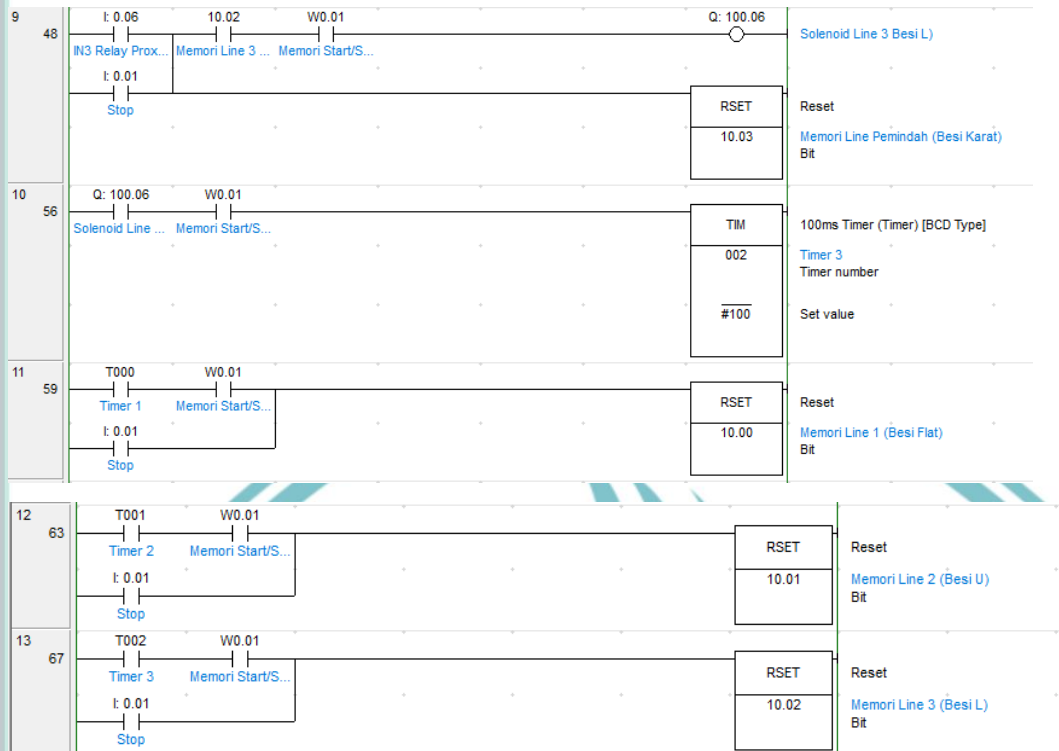 9
48
I: 0.06 10.02 W0.01 Q: 100.06
IN3 Relay Prox... Memori Line 3 ... Memori Start/S... Solenoid Line 3 Besi L)
I: 0.01
Stop
RSET Reset
10.03 Memori Line Pemindah (Besi Karat)
Bit
10
56
Q: 100.06 W0.01
Solenoid Line ... Memori Start/S...
TIM 100ms Timer (Timer) [BCD Type]
002 Timer 3
Timer number
#100 Set value
11
59
T000 W0.01
Timer 1 Memori Start/S...
RSET Reset
I: 0.01
Stop
10.00 Memori Line 1 (Besi Flat)
Bit
12
63
T001 W0.01
Timer 2 Memori Start/S...
RSET Reset
I: 0.01
Stop
10.01 Memori Line 2 (Besi U)
Bit
13
67
T002 W0.01
Timer 3 Memori Start/S...
RSET Reset
I: 0.01
Stop
10.02 Memori Line 3 (Besi L)
Bit